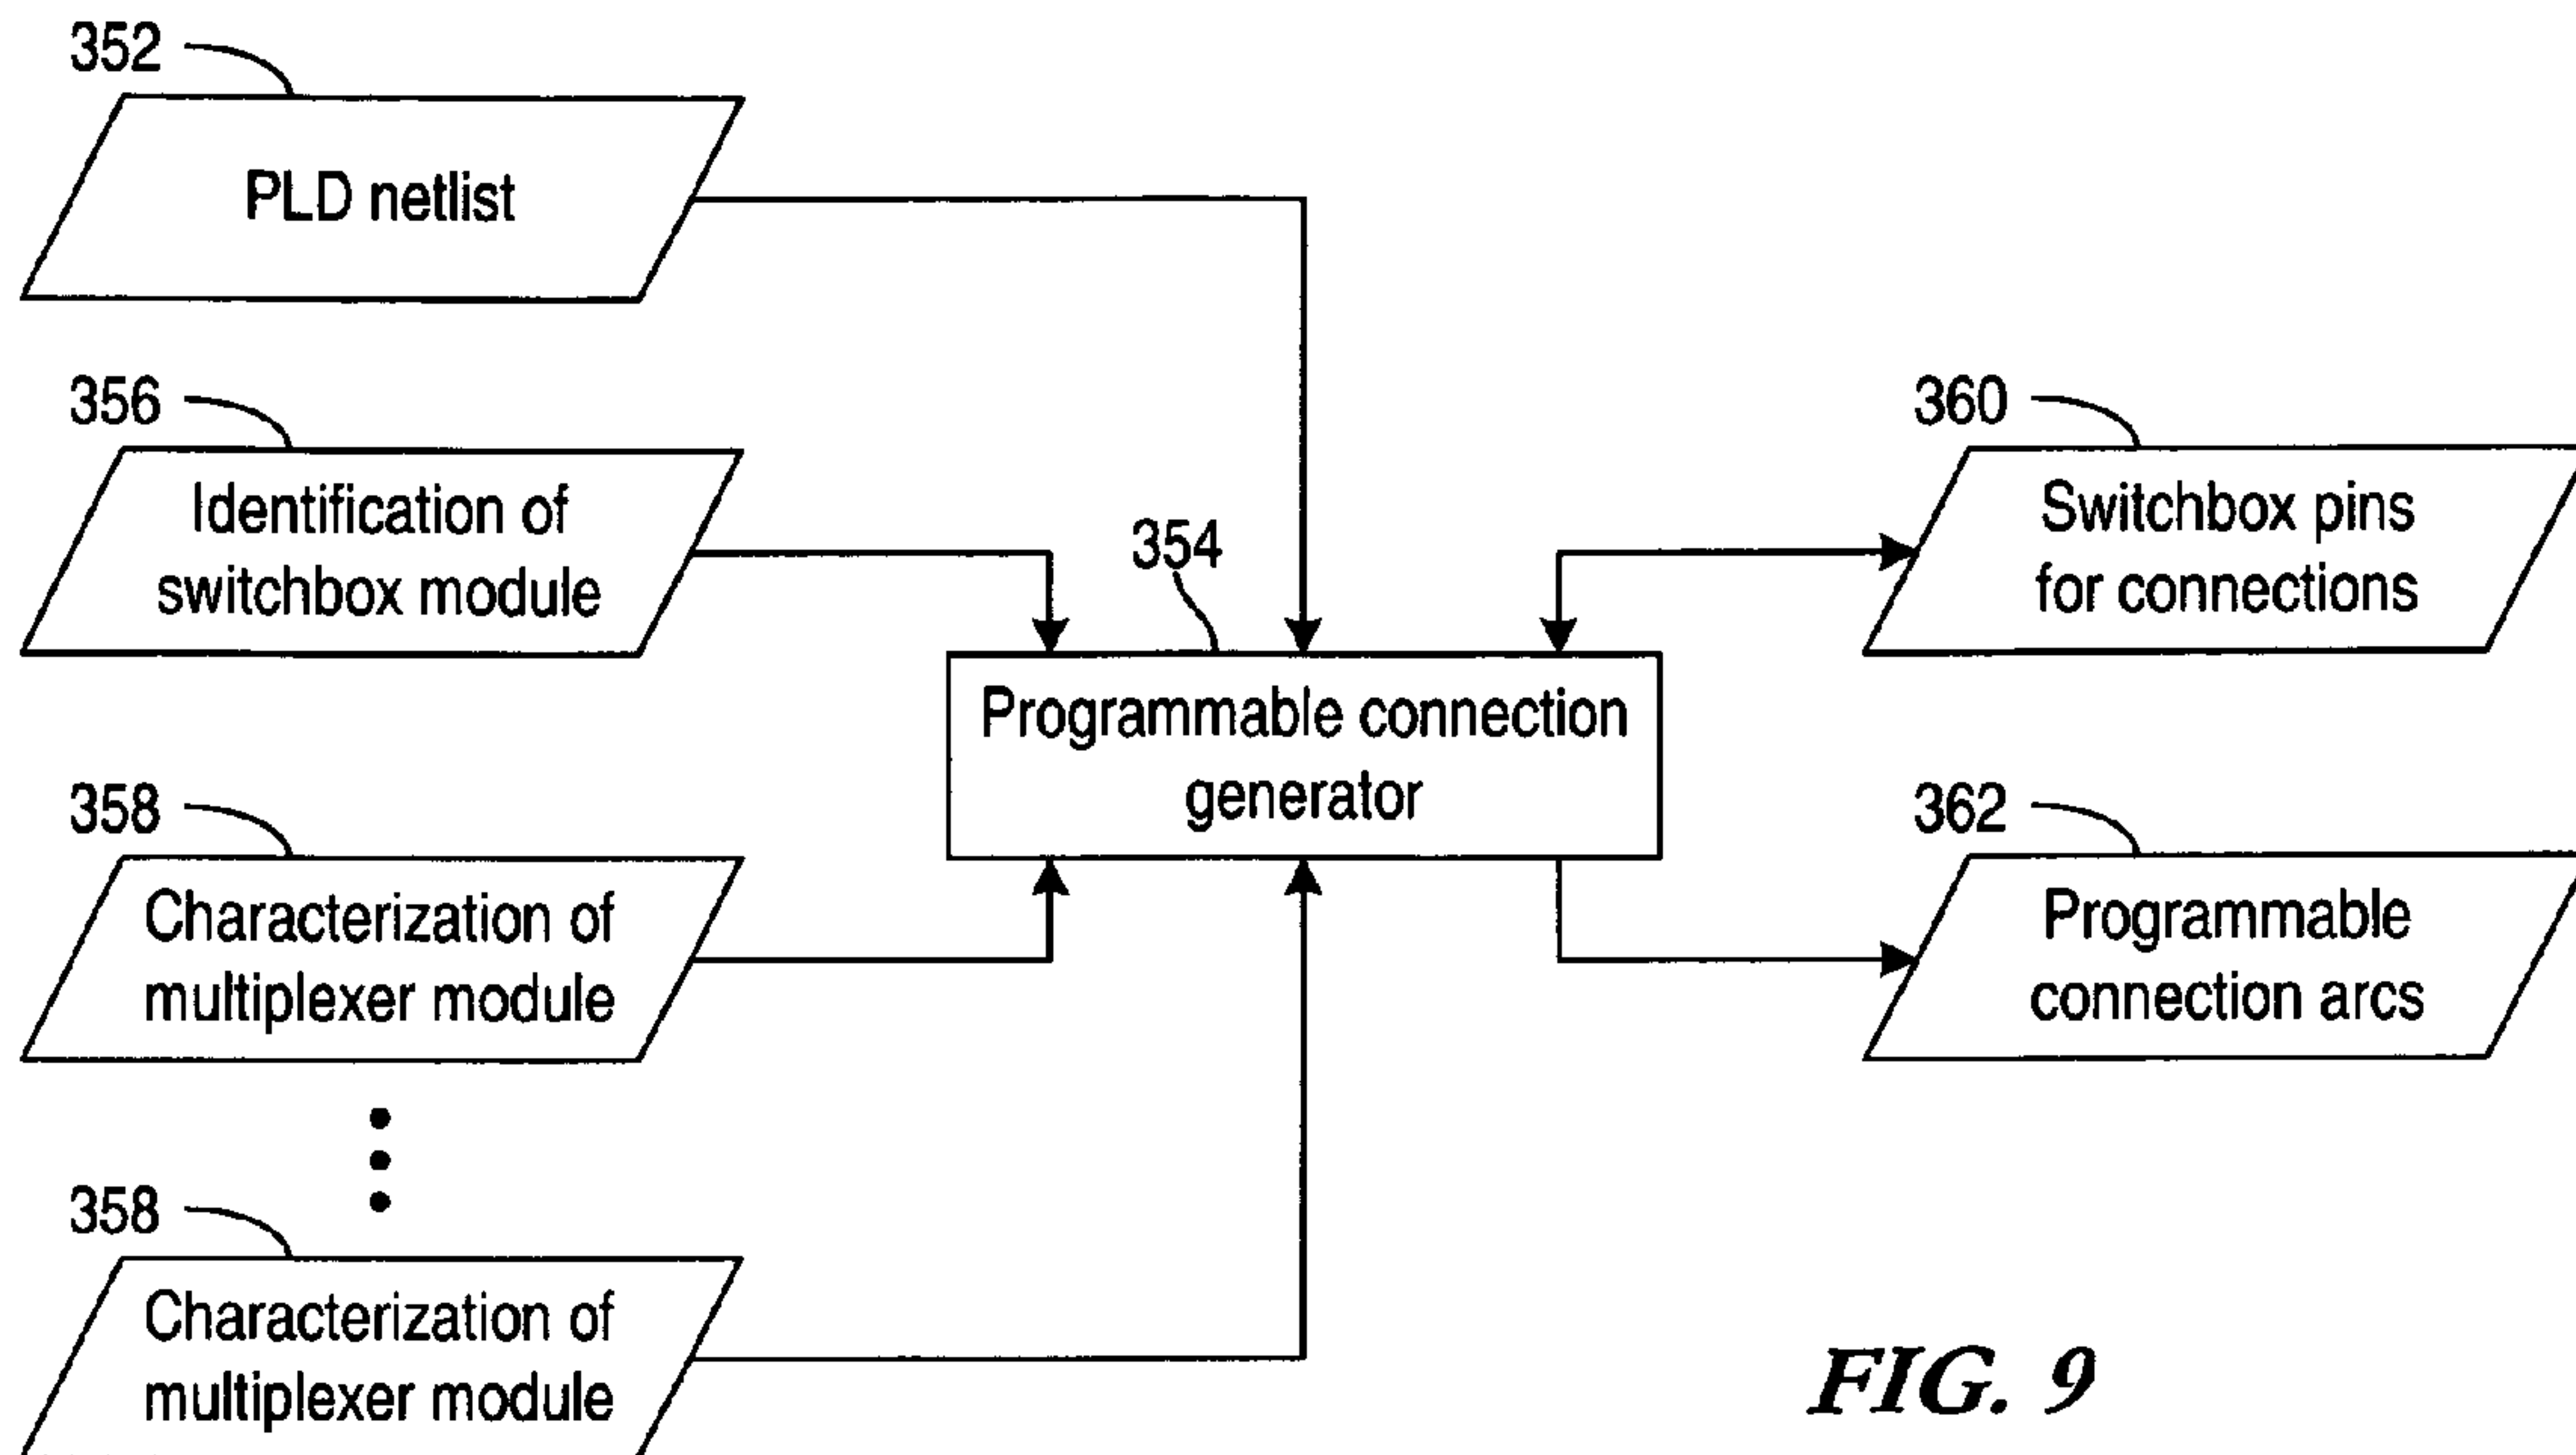 352
PLD netlist
356
Identification of
switchbox module
354
Programmable connection
generator
360
Switchbox pins
for connections
358
Characterization of
multiplexer module
362
Programmable
connection arcs
358
Characterization of
multiplexer module
FIG. 9